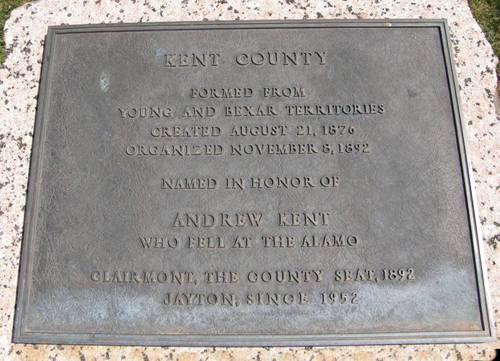 KENT COUNTY
FORMED FROM
YOUNG AND BEXAR TERRITORIES
CREATED AUGUST 21, 1876
ORGANIZED NOVEMBER 8, 1892
NAMED IN HONOR OF
ANDREW KENT
WHO FELL AT THE ALAMO
CLAIRMONT, THE COUNTY SEAT, 1892
JAYTON, SINCE 1952